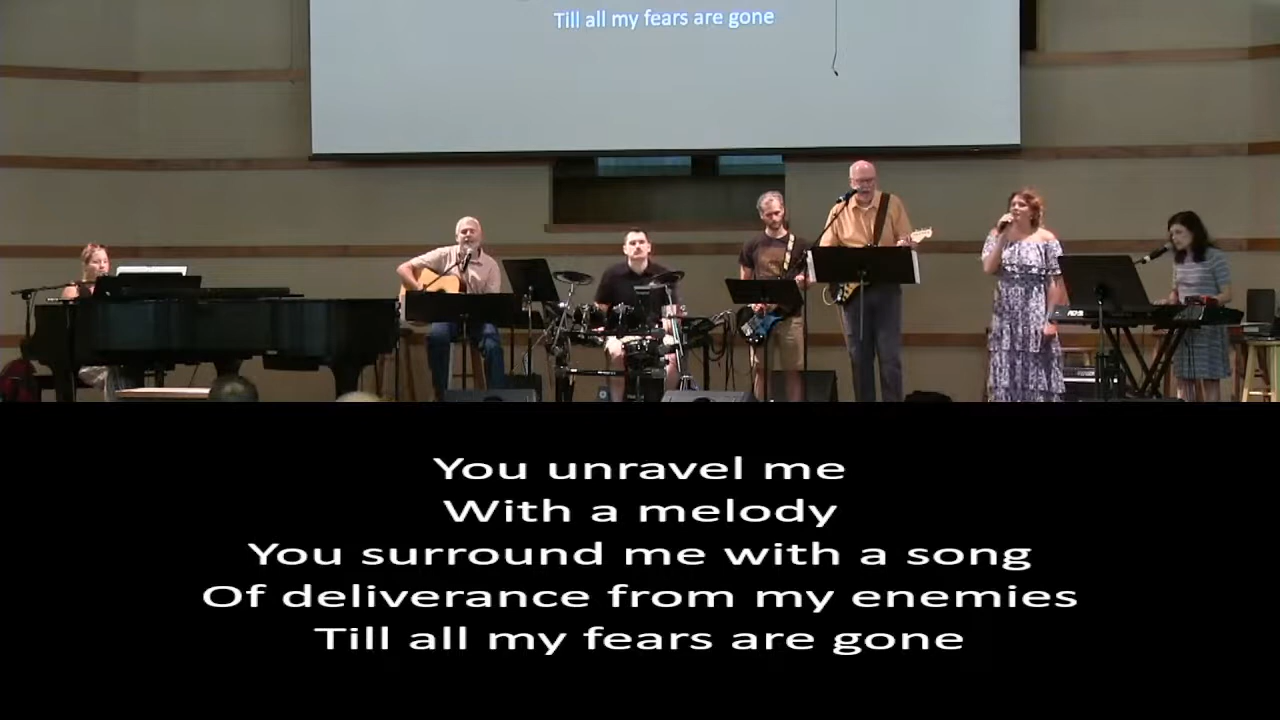 Till all my fears are gone
You unravel me
With a melody
You surround me with a song
Of deliverance from my enemies
Till all my fears are gone